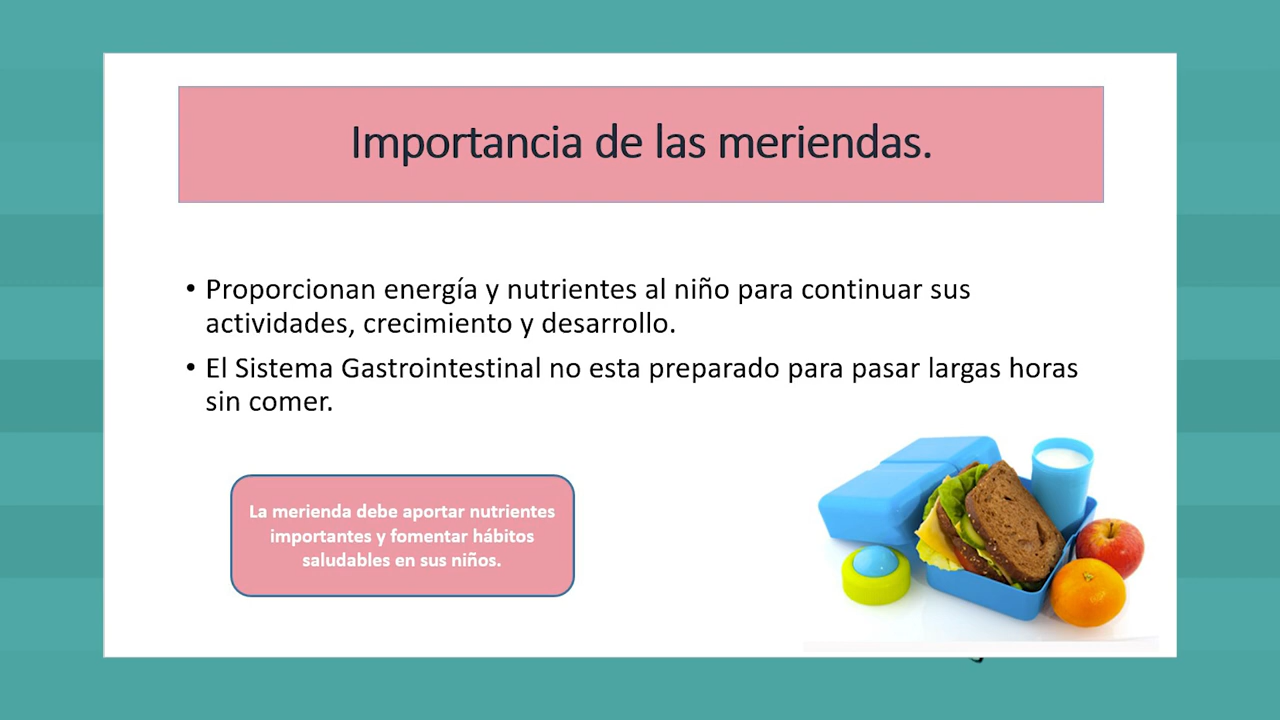 Importancia de las meriendas.
• Proporcionan energía y nutrientes al niño para continuar sus
actividades, crecimiento y desarrollo.
• El Sistema Gastrointestinal no esta preparado para pasar largas horas
sin comer.
La merienda debe aportar nutrientes
importantes y fomentar hábitos
saludables en sus niños.